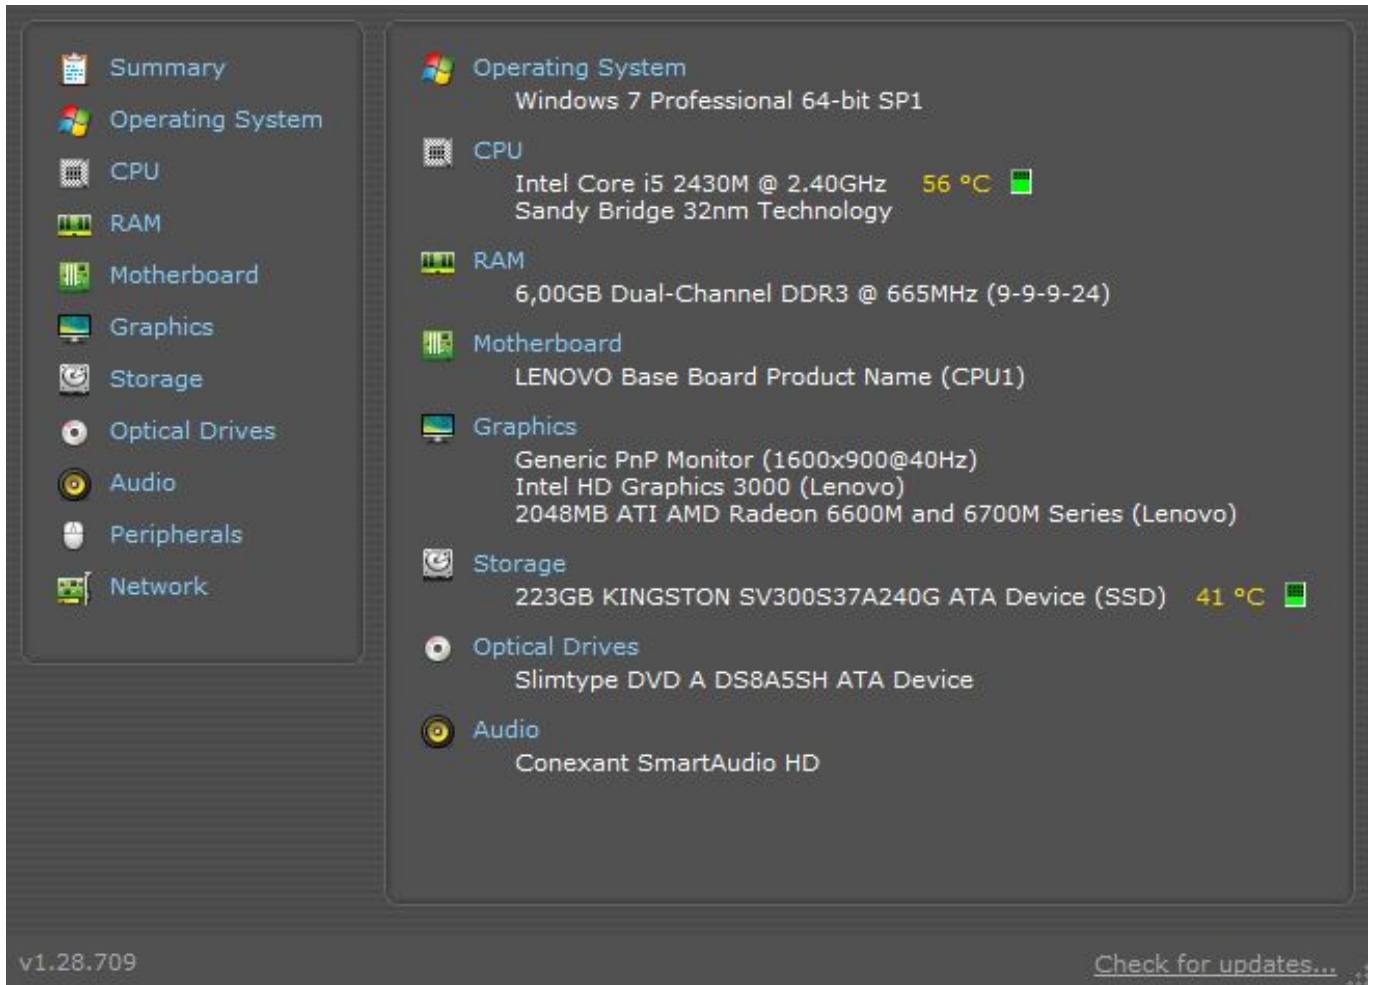 Summary
Operating System
CPU
RAM
Motherboard
Graphics
Storage
Optical Drives
Audio
Peripherals
Network
Operating System
Windows 7 Professional 64-bit SP1
CPU
Intel Core i5 2430M @ 2.40GHz 56 °C
Sandy Bridge 32nm Technology
RAM
6,00GB Dual-Channel DDR3 @ 665MHz (9-9-9-24)
Motherboard
LENOVO Base Board Product Name (CPU1)
Graphics
Generic PnP Monitor (1600x900@40Hz)
Intel HD Graphics 3000 (Lenovo)
2048MB ATI AMD Radeon 6600M and 6700M Series (Lenovo)
Storage
223GB KINGSTON SV300S37A240G ATA Device (SSD) 41 °C
Optical Drives
Slimtype DVD A DS8A5SH ATA Device
Audio
Conexant SmartAudio HD
v1.28.709
Check for updates...